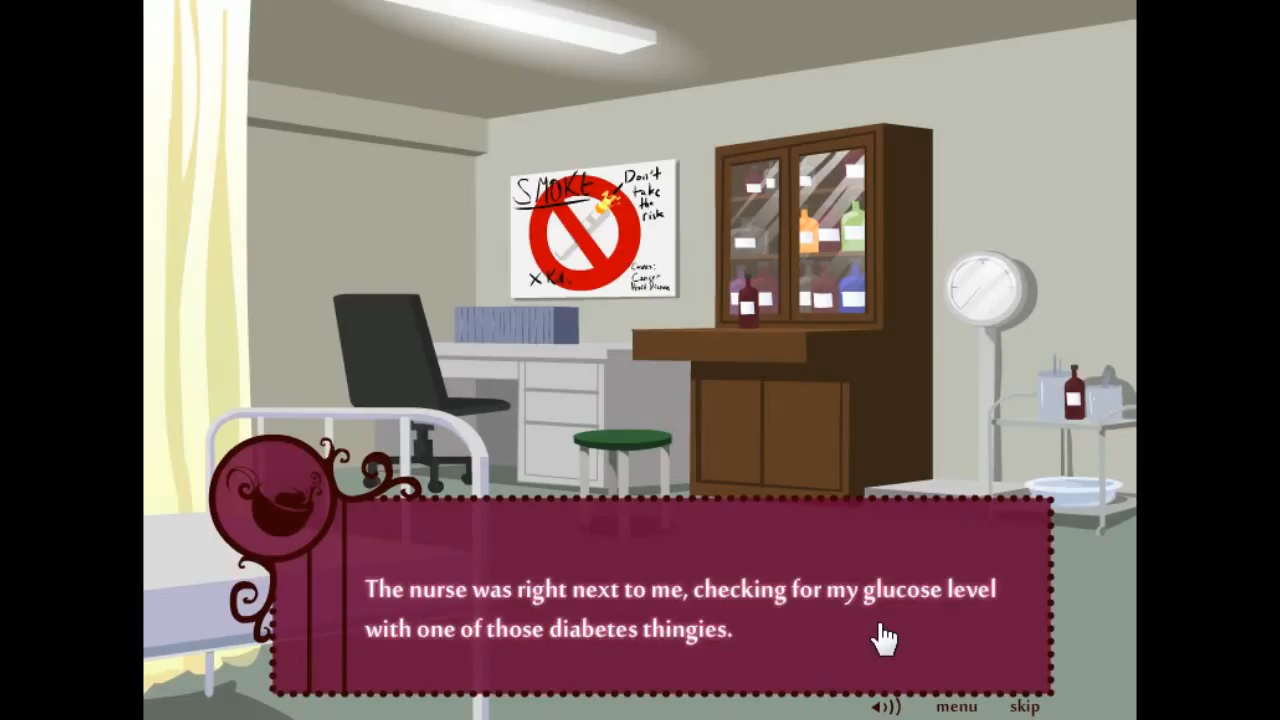 SMOKE
Don't
take
the
risk
The nurse was right next to me, checking for my glucose level
with one of those diabetes thingies.
menu
skip